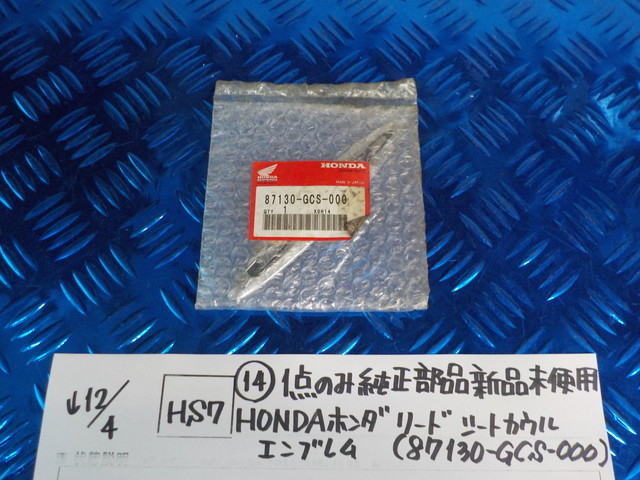 HONDA
MADE IN JAPAN
87130-GCS-000
QTY 1 X0H14
↓12/4
HS7
⑭ 1点のみ純正部品新品未使用
HONDAホンダ リード シートカウル
エンブレム (87130-GCS-000)